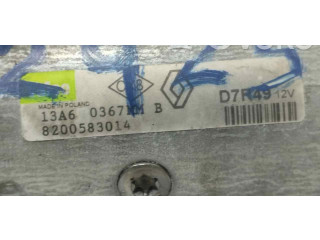 MADE IN POLAND
13A6 0367 B
8200583014
D7R49 12V